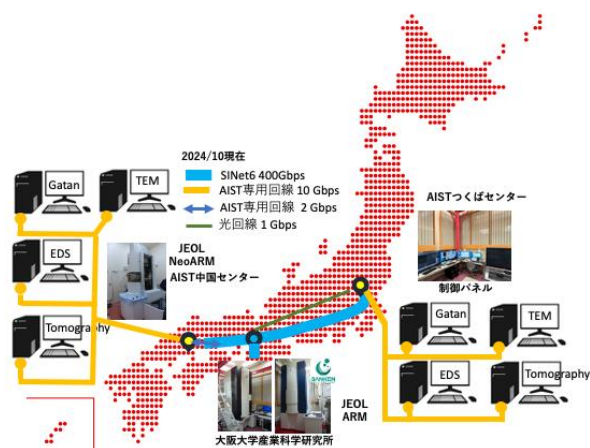 2024/10現在
SINet6 400Gbps
AIST専用回線 10 Gbps
AIST専用回線 2 Gbps
光回線 1 Gbps
Gatan
TEM
EDS
Tomography
JEOL
NeoARM
AIST中国センター
AISTつくばセンター
制御パネル
Gatan
TEM
EDS
Tomography
JEOL
ARM
SANKEN
大阪大学産業科学研究所